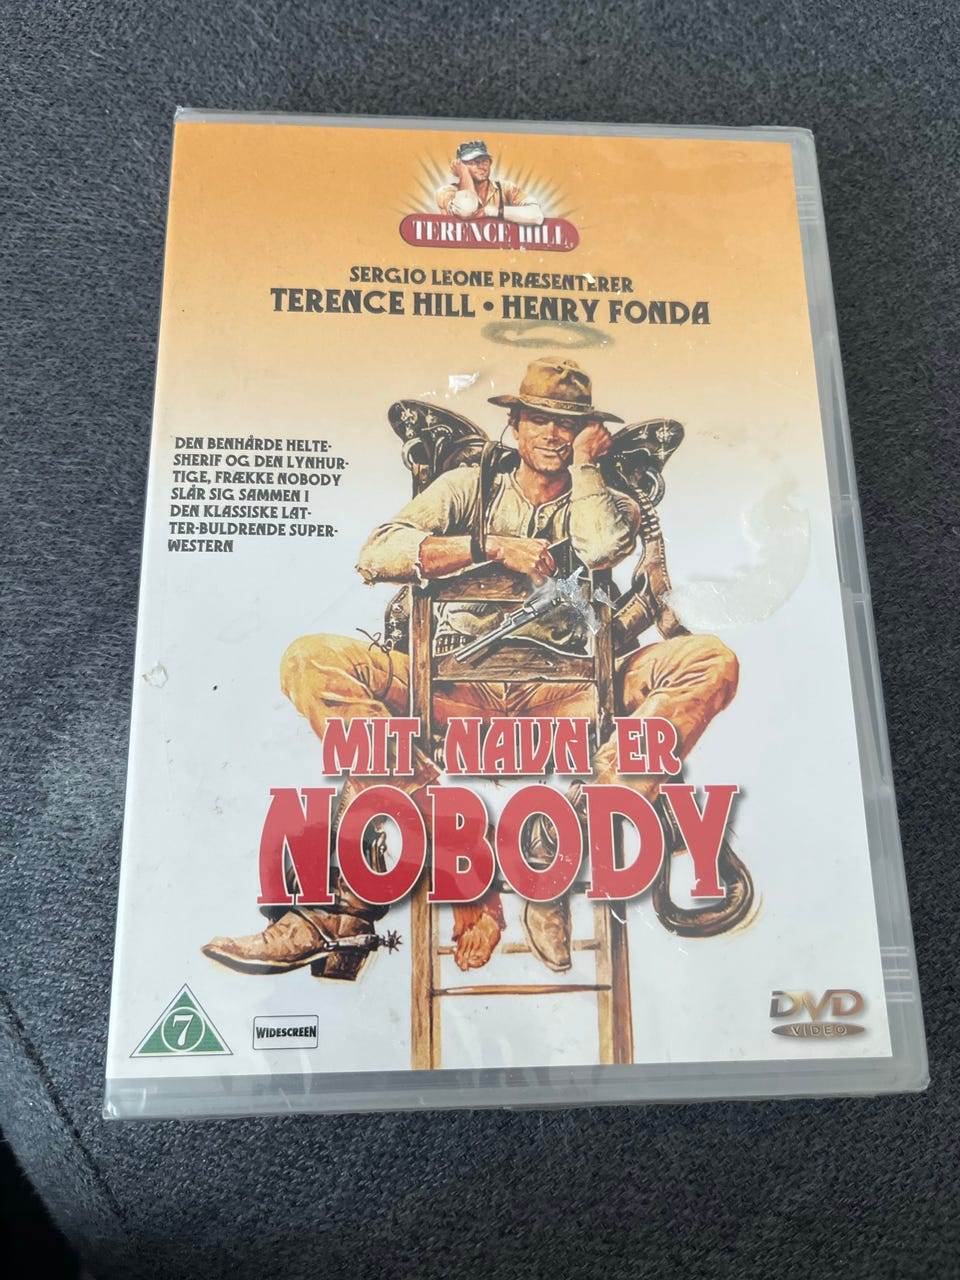 TERENCE HILL
SERGIO LEONE PRÆSENTERER
TERENCE HILL • HENRY FONDA
DEN BENHÅRDE HELTE-
SHERIF OG DEN LYNHUR-
TIGE, FRÆKKE NOBODY
SLÅR SIG SAMMEN I
DEN KLASSISKE LAT-
TER-BULDRENDE SUPER-
WESTERN
MIT NAVN ER
NOBODY
7
WIDESCREEN
DVD
VIDEO